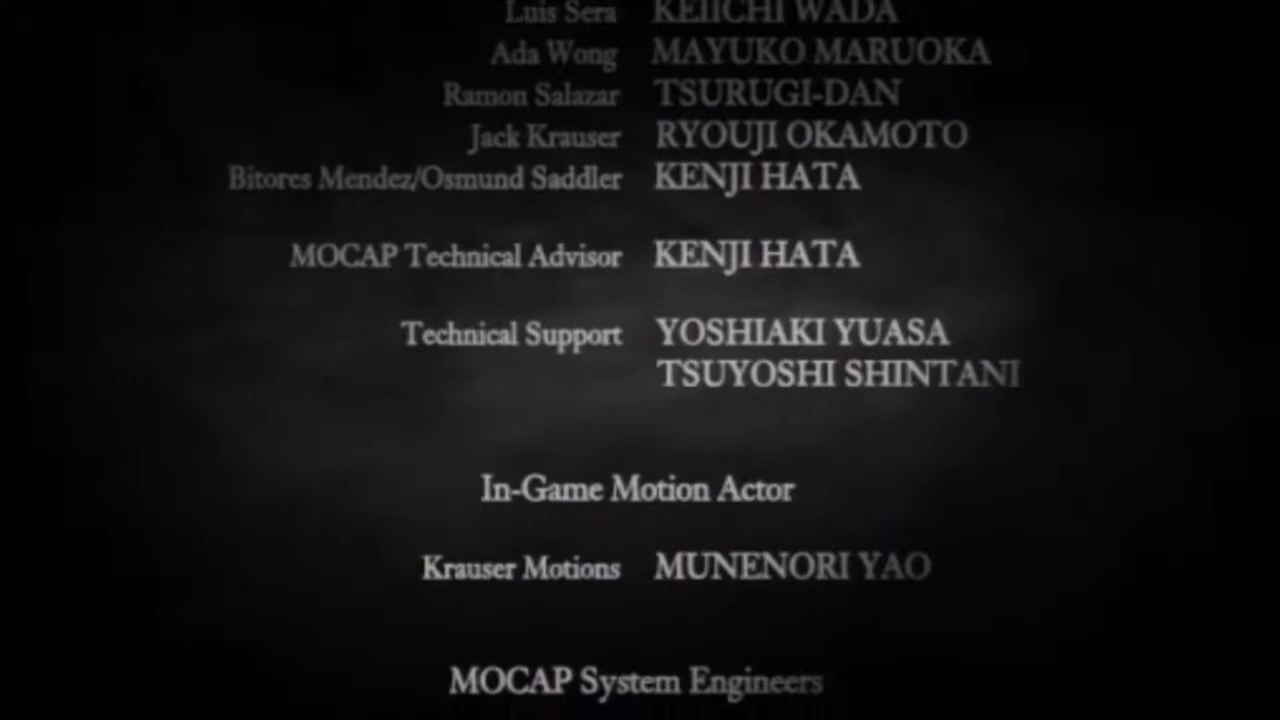 Luis Sera KEIICHI WADA
Ada Wong MAYUKO MARUOKA
Ramon Salazar TSURUGI-DAN
Jack Krauser RYOUJI OKAMOTO
Bitores Mendez/Osmund Saddler KENJI HATA
MOCAP Technical Advisor KENJI HATA
Technical Support YOSHIAKI YUASA
TSUYOSHI SHINTANI
In-Game Motion Actor
Krauser Motions MUNENORI YAO
MOCAP System Engineers